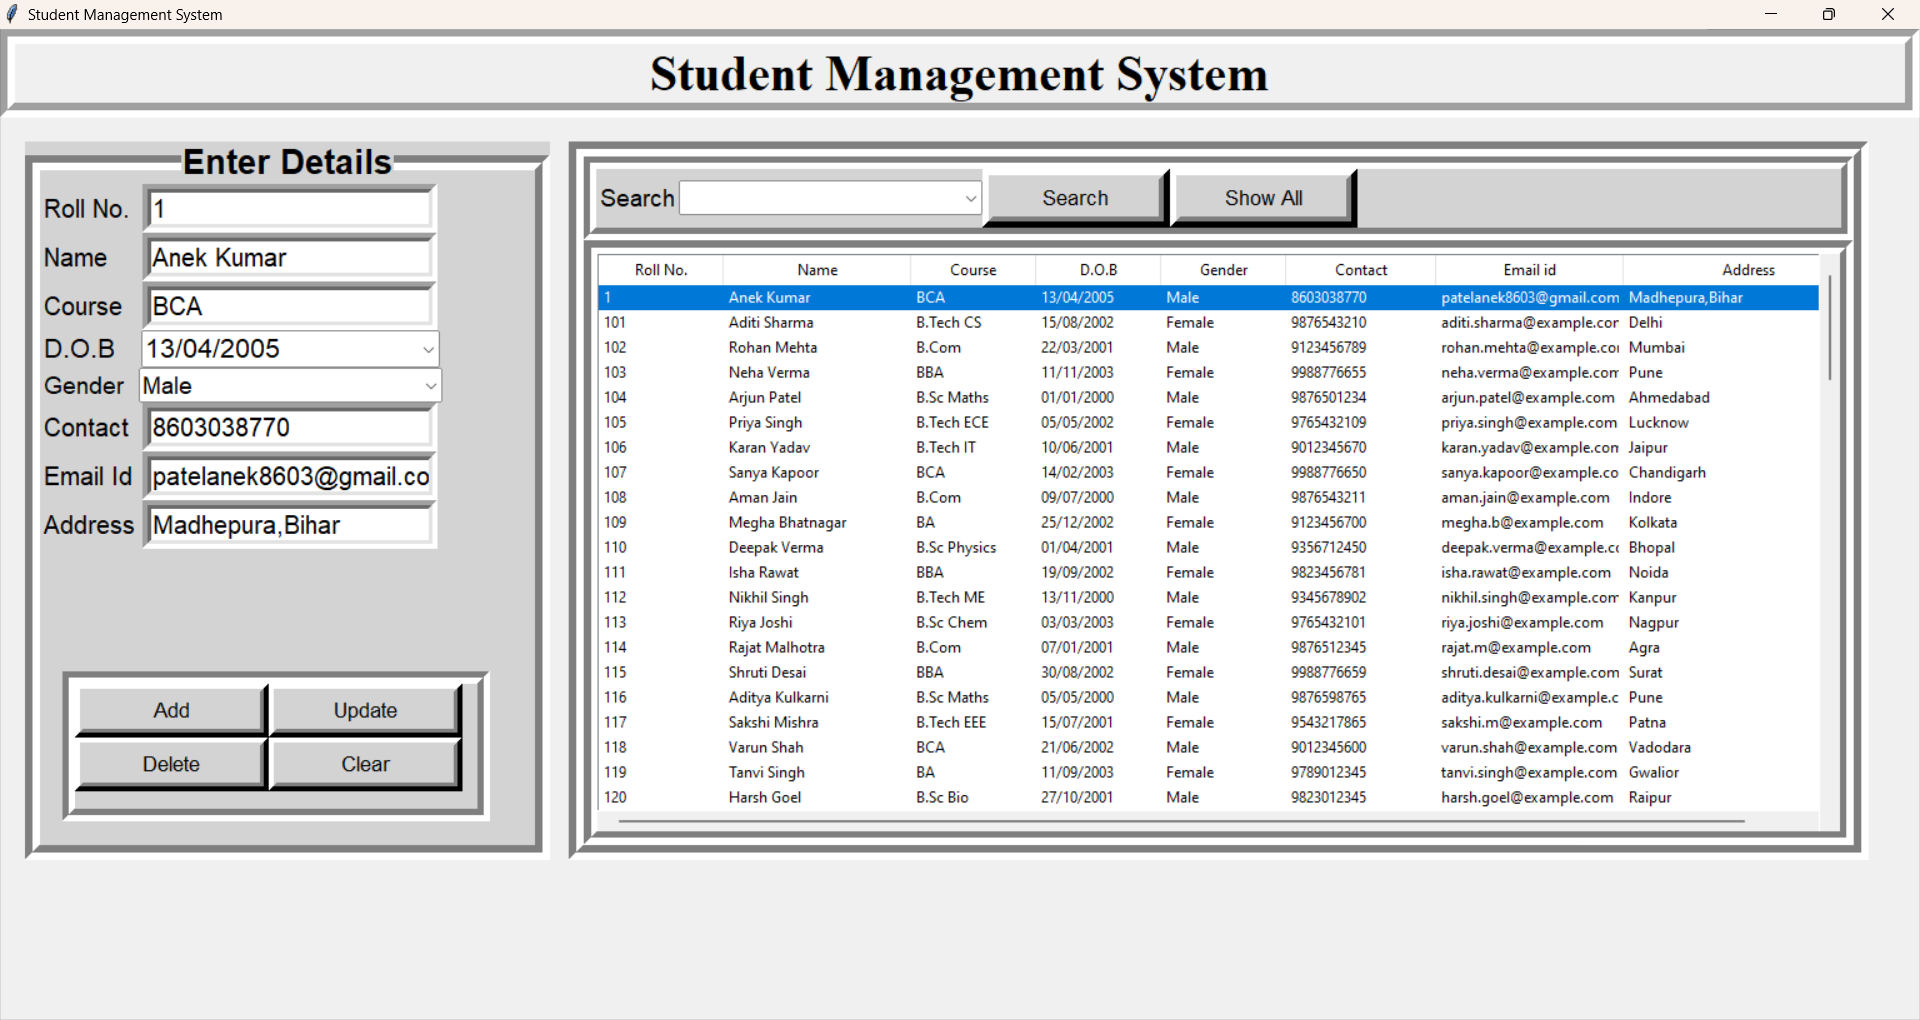 Student Management System
Student Management System
Enter Details
Roll No. 1
Name Anek Kumar
Course BCA
D.O.B 13/04/2005
Gender Male
Contact 8603038770
Email Id patelanek8603@gmail.co
Address Madhepura,Bihar
Add Update
Delete Clear
Search Search Show All
Roll No. Name Course D.O.B Gender Contact Email id Address
1 Anek Kumar BCA 13/04/2005 Male 8603038770 patelanek8603@gmail.com Madhepura,Bihar
101 Aditi Sharma B.Tech CS 15/08/2002 Female 9876543210 aditi.sharma@example.cor Delhi
102 Rohan Mehta B.Com 22/03/2001 Male 9123456789 rohan.mehta@example.co Mumbai
103 Neha Verma BBA 11/11/2003 Female 9988776655 neha.verma@example.com Pune
104 Arjun Patel B.Sc Maths 01/01/2000 Male 9876501234 arjun.patel@example.com Ahmedabad
105 Priya Singh B.Tech ECE 05/05/2002 Female 9765432109 priya.singh@example.com Lucknow
106 Karan Yadav B.Tech IT 10/06/2001 Male 9012345670 karan.yadav@example.com Jaipur
107 Sanya Kapoor BCA 14/02/2003 Female 9988776650 sanya.kapoor@example.co Chandigarh
108 Aman Jain B.Com 09/07/2000 Male 9876543211 aman.jain@example.com Indore
109 Megha Bhatnagar BA 25/12/2002 Female 9123456700 megha.b@example.com Kolkata
110 Deepak Verma B.Sc Physics 01/04/2001 Male 9356712450 deepak.verma@example.c Bhopal
111 Isha Rawat BBA 19/09/2002 Female 9823456781 isha.rawat@example.com Noida
112 Nikhil Singh B.Tech ME 13/11/2000 Male 9345678902 nikhil.singh@example.com Kanpur
113 Riya Joshi B.Sc Chem 03/03/2003 Female 9765432101 riya.joshi@example.com Nagpur
114 Rajat Malhotra B.Com 07/01/2001 Male 9876512345 rajat.m@example.com Agra
115 Shruti Desai BBA 30/08/2002 Female 9988776659 shruti.desai@example.com Surat
116 Aditya Kulkarni B.Sc Maths 05/05/2000 Male 9876598765 aditya.kulkarni@example.c Pune
117 Sakshi Mishra B.Tech EEE 15/07/2001 Female 9543217865 sakshi.m@example.com Patna
118 Varun Shah BCA 21/06/2002 Male 9012345600 varun.shah@example.com Vadodara
119 Tanvi Singh BA 11/09/2003 Female 9789012345 tanvi.singh@example.com Gwalior
120 Harsh Goel B.Sc Bio 27/10/2001 Male 9823012345 harsh.goel@example.com Raipur